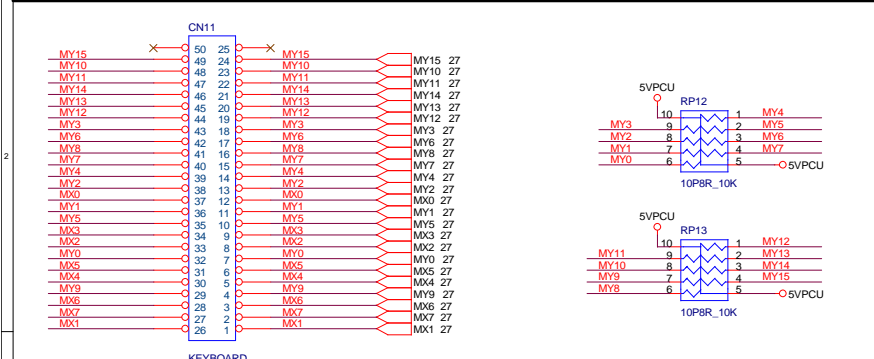 CN11
50 25
MY15 49 24 MY15 MY15 27
MY10 48 23 MY10 MY10 27
MY11 47 22 MY11 MY11 27
MY14 46 21 MY14 MY14 27
MY13 45 20 MY13 MY13 27
MY12 44 19 MY12 MY12 27
MY3 43 18 MY3 MY3 27
MY6 42 17 MY6 MY6 27
MY8 41 16 MY8 MY8 27
MY7 40 15 MY7 MY7 27
MY4 39 14 MY4 MY4 27
MY2 38 13 MY2 MY2 27
MX0 37 12 MX0 MX0 27
MY1 36 11 MY1 MY1 27
MY5 35 10 MY5 MY5 27
MX3 34 9 MX3 MX3 27
MX2 33 8 MX2 MX2 27
MY0 32 7 MY0 MY0 27
MX5 31 6 MX5 MX5 27
MX4 30 5 MX4 MX4 27
MY9 29 4 MY9 MY9 27
MX6 28 3 MX6 MX6 27
MX7 27 2 MX7 MX7 27
MX1 26 1 MX1 MX1 27
KEYBOARD
2
5VPCU
RP12
10 1 MY4
MY3 9 2 MY5
MY2 8 3 MY6
MY1 7 4 MY7
MY0 6 5 5VPCU
10P8R_10K
5VPCU
RP13
10 1 MY12
MY11 9 2 MY13
MY10 8 3 MY14
MY9 7 4 MY15
MY8 6 5 5VPCU
10P8R_10K